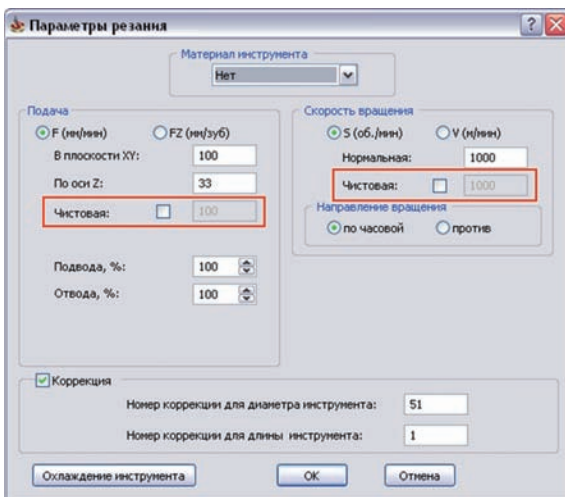 Параметры резания
Материал инструмента
Нет
Подача
F (мм/мин) FZ (мм/зуб)
В плоскости XY: 100
По оси Z: 33
Чистовая: 100
Подвода, %: 100
Отвода, %: 100
Скорость вращения
S (об./мин) V (м/мин)
Нормальная: 1000
Чистовая: 1000
Направление вращения
по часовой против
Коррекция
Номер коррекции для диаметра инструмента: 51
Номер коррекции для длины инструмента: 1
Охлаждение инструмента OK Отмена